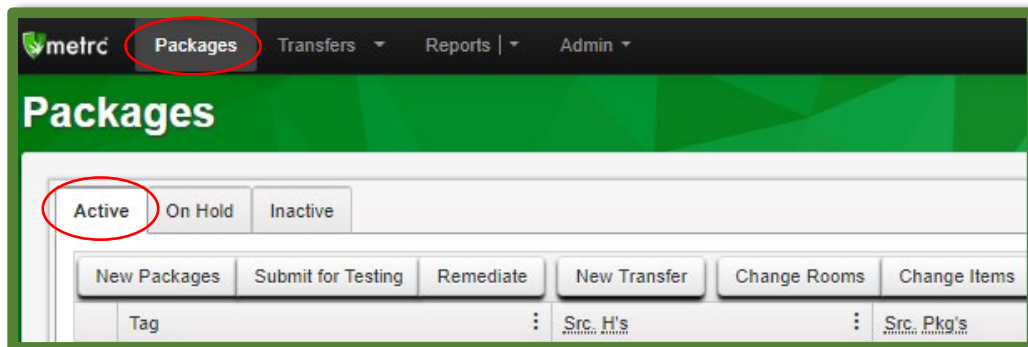 metrc Packages Transfers Reports | Admin
Packages
Active On Hold Inactive
New Packages Submit for Testing Remediate New Transfer Change Rooms Change Items
Tag Src. H's Src. Pkg's